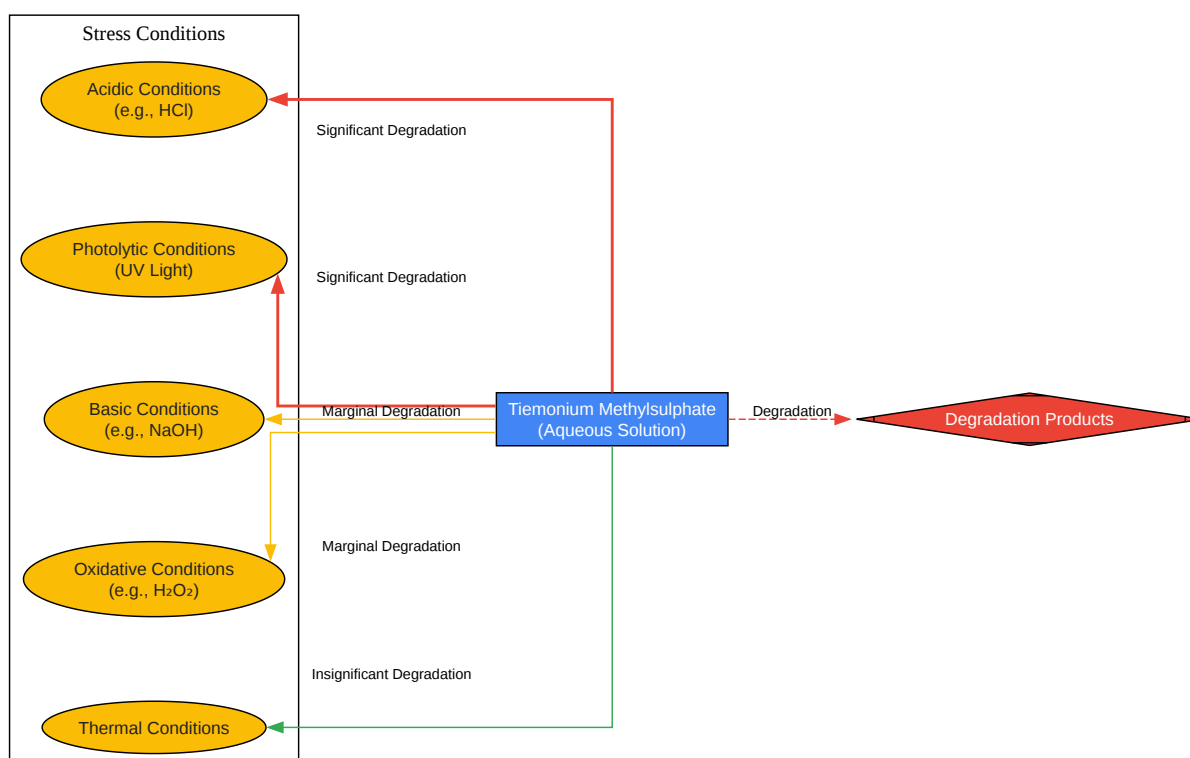 Stress Conditions
Acidic Conditions
(e.g., HCl)
Significant Degradation
Photolytic Conditions
(UV Light)
Significant Degradation
Basic Conditions
(e.g., NaOH)
Marginal Degradation
Tiemonium Methylsulphate
(Aqueous Solution)
Degradation
Degradation Products
Oxidative Conditions
(e.g., H₂O₂)
Marginal Degradation
Insignificant Degradation
Thermal Conditions